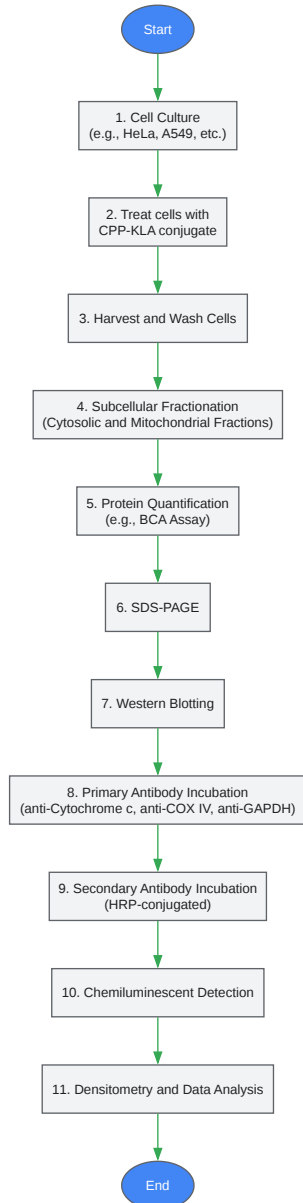 Start
1. Cell Culture
(e.g., HeLa, A549, etc.)
2. Treat cells with
CPP-KLA conjugate
3. Harvest and Wash Cells
4. Subcellular Fractionation
(Cytosolic and Mitochondrial Fractions)
5. Protein Quantification
(e.g., BCA Assay)
6. SDS-PAGE
7. Western Blotting
8. Primary Antibody Incubation
(anti-Cytochrome c, anti-COX IV, anti-GAPDH)
9. Secondary Antibody Incubation
(HRP-conjugated)
10. Chemiluminescent Detection
11. Densitometry and Data Analysis
End